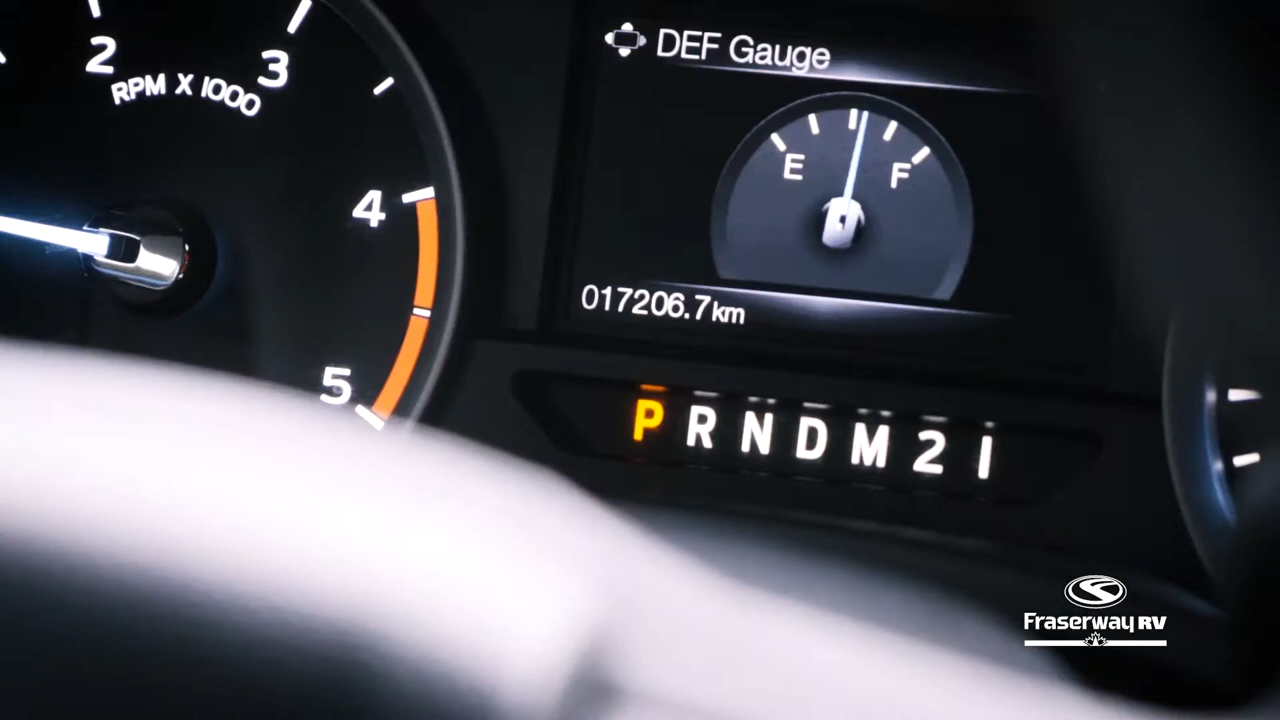 2 3
RPM X 1000
4
5
DEF Gauge
E F
017206.7km
P R N D M 2 1
Fraserway RV